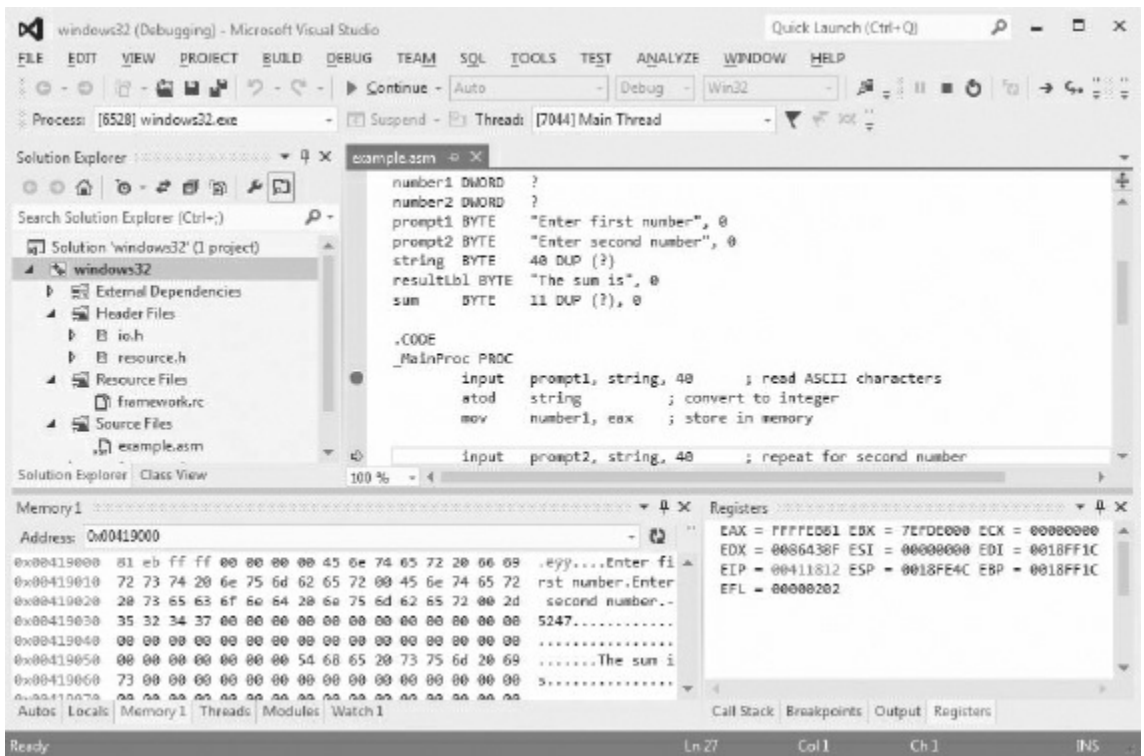 windows32 (Debugging) - Microsoft Visual Studio
Quick Launch (Ctrl+Q)
FILE EDIT VIEW PROJECT BUILD DEBUG TEAM SQL TOOLS TEST ANALYZE WINDOW HELP
Continue Auto Debug Win32
Process: [6528] windows32.exe Suspend Thread: [7044] Main Thread
Solution Explorer
Search Solution Explorer (Ctrl+;)
Solution 'windows32' (1 project)
windows32
External Dependencies
Header Files
io.h
resource.h
Resource Files
framework.rc
Source Files
example.asm
Solution Explorer Class View
example.asm
number1 DWORD ?
number2 DWORD ?
prompt1 BYTE "Enter first number", 0
prompt2 BYTE "Enter second number", 0
string BYTE 40 DUP (?)
resultLbl BYTE "The sum is", 0
sum BYTE 11 DUP (?), 0
.CODE
_MainProc PROC
input prompt1, string, 40 ; read ASCII characters
atod string ; convert to integer
mov number1, eax ; store in memory
input prompt2, string, 40 ; repeat for second number
100 %
Memory 1
Address: 0x00419000
0x00419000 81 eb ff ff 00 00 00 00 45 6e 74 65 72 20 66 69 .ëÿÿ....Enter fi
0x00419010 72 73 74 20 6e 75 6d 62 65 72 00 45 6e 74 65 72 rst number.Enter
0x00419020 20 73 65 63 6f 6e 64 20 6e 75 6d 62 65 72 00 2d second number.-
0x00419030 35 32 34 37 00 00 00 00 00 00 00 00 00 00 00 00 5247............
0x00419040 00 00 00 00 00 00 00 00 00 00 00 00 00 00 00 00 ................
0x00419050 00 00 00 00 00 00 00 54 68 65 20 73 75 6d 20 69 .......The sum i
0x00419060 73 00 00 00 00 00 00 00 00 00 00 00 00 00 00 00 s...............
Autos Locals Memory 1 Threads Modules Watch 1
Registers
EAX = FFFFEB81 EBX = 7EFDE000 ECX = 00000000
EDX = 0086438F ESI = 00000000 EDI = 0018FF1C
EIP = 00411812 ESP = 0018FE4C EBP = 0018FF1C
EFL = 00000202
Call Stack Breakpoints Output Registers
Ready Ln 27 Col 1 Ch 1 INS